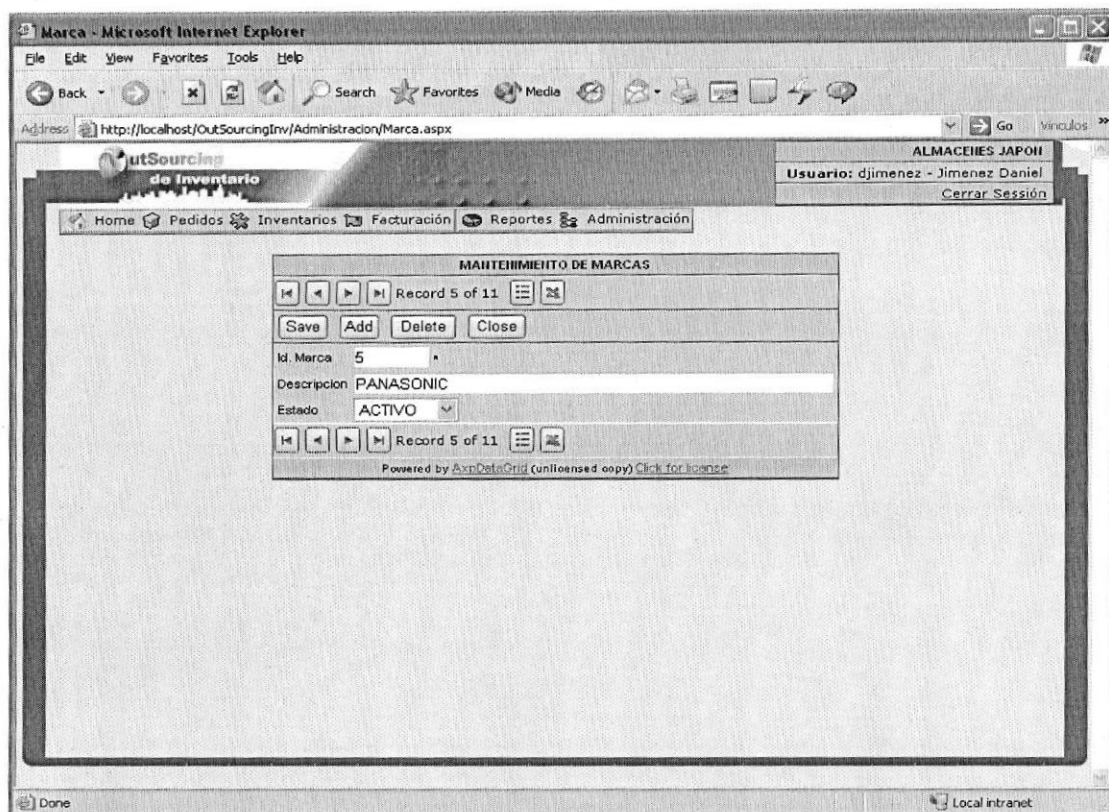 Marca - Microsoft Internet Explorer
File Edit View Favorites Tools Help
Back Search Favorites Media
Address http://localhost/OutSourcingInv/Administracion/Marca.aspx Go Vínculos »
OutSourcing
de Inventario
ALMACENES JAPON
Usuario: djimenez - Jimenez Daniel
Cerrar Sessión
Home Pedidos Inventarios Facturación Reportes Administración
MANTENIMIENTO DE MARCAS
Record 5 of 11
Save Add Delete Close
Id. Marca 5 *
Descripcion PANASONIC
Estado ACTIVO
Record 5 of 11
Powered by AxpDataGrid (unlicensed copy) Click for license
Done Local intranet